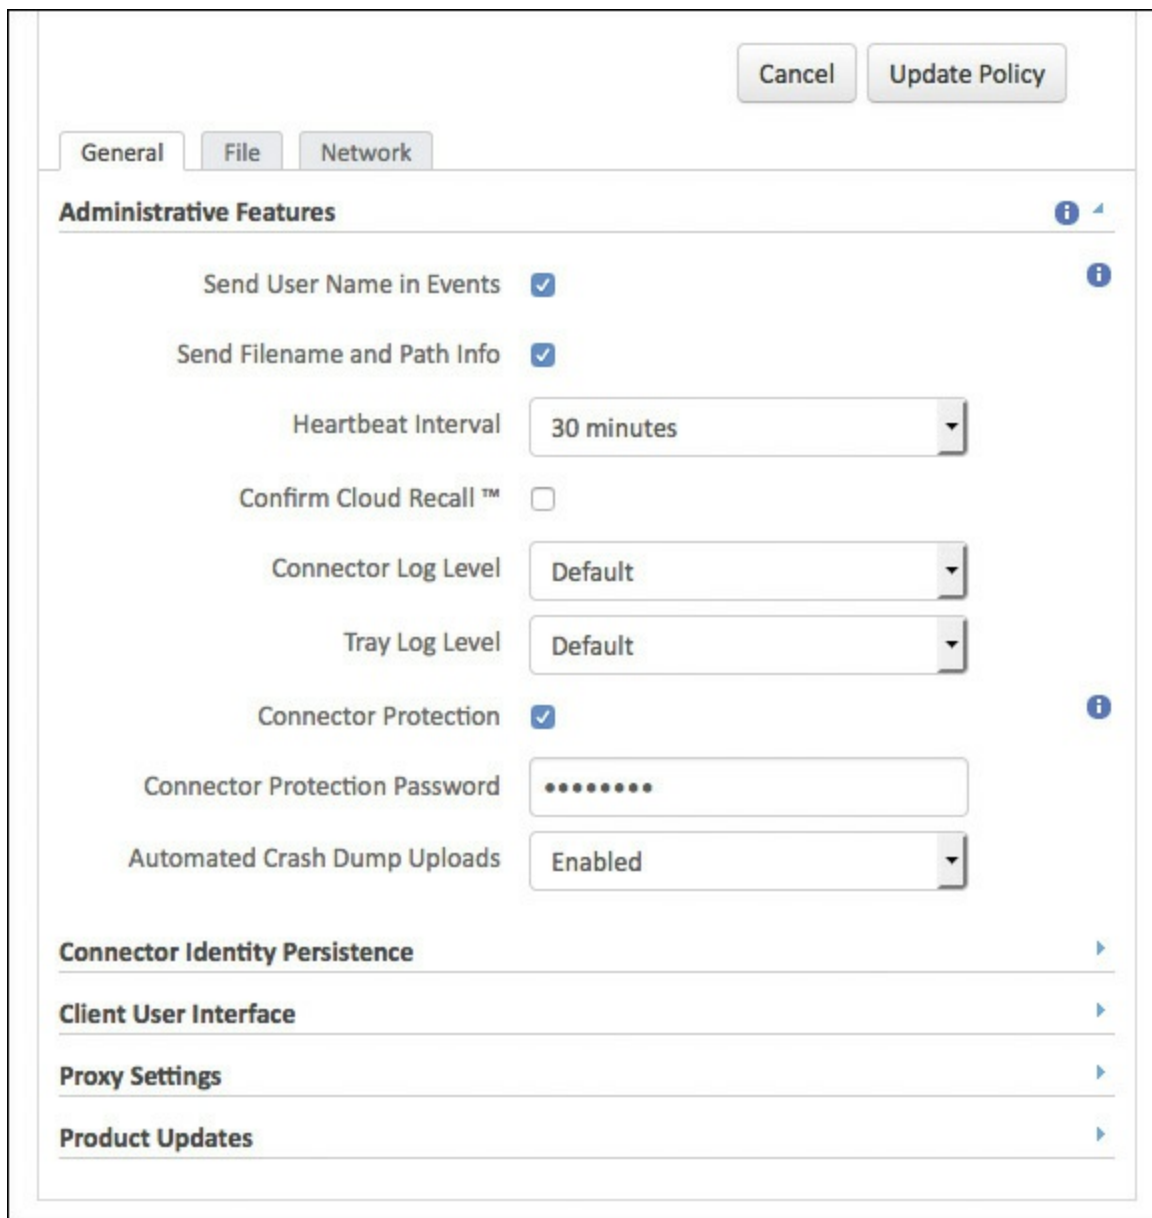 Cancel
Update Policy
General
File
Network
Administrative Features
Send User Name in Events
Send Filename and Path Info
Heartbeat Interval
30 minutes
Confirm Cloud Recall ™
Connector Log Level
Default
Tray Log Level
Default
Connector Protection
Connector Protection Password
••••••••
Automated Crash Dump Uploads
Enabled
Connector Identity Persistence
Client User Interface
Proxy Settings
Product Updates